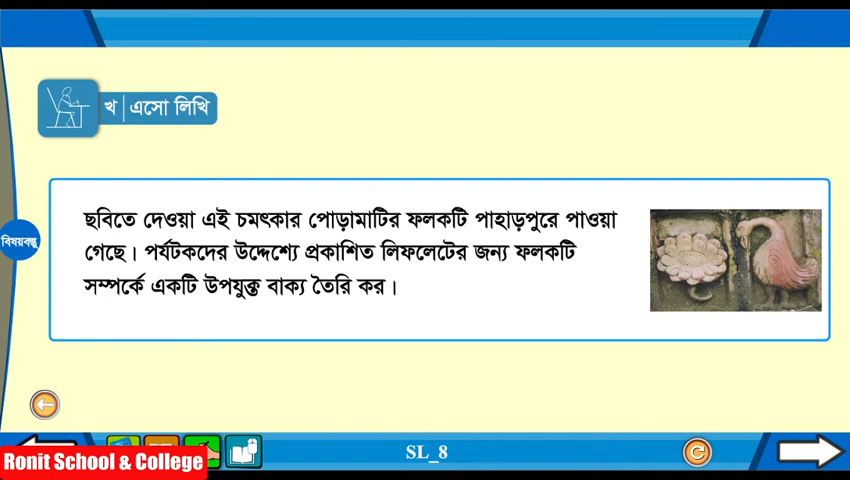 খ | এসো লিখি
ছবিতে দেওয়া এই চমৎকার পোড়ামাটির ফলকটি পাহাড়পুরে পাওয়া
গেছে। পর্যটকদের উদ্দেশ্যে প্রকাশিত লিফলেটের জন্য ফলকটি
সম্পর্কে একটি উপযুক্ত বাক্য তৈরি কর।
বিষয়বস্তু
SL_8
Ronit School & College